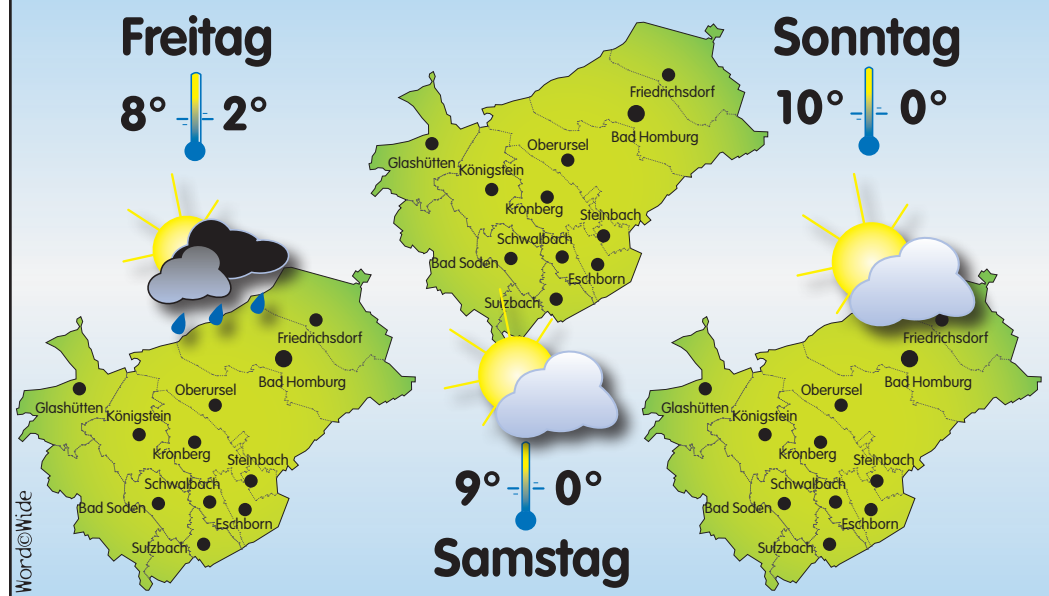 Freitag
8° 2°
Friedrichsdorf
Bad Homburg
Oberursel
Glashütten
Königstein
Kronberg
Steinbach
Schwalbach
Bad Soden
Eschborn
Sulzbach
Friedrichsdorf
Bad Homburg
Oberursel
Glashütten
Königstein
Kronberg
Steinbach
Schwalbach
Bad Soden
Eschborn
Sulzbach
9° 0°
Samstag
Sonntag
10° 0°
Friedrichsdorf
Bad Homburg
Oberursel
Glashütten
Königstein
Kronberg
Steinbach
Schwalbach
Bad Soden
Eschborn
Sulzbach
Word©Wide